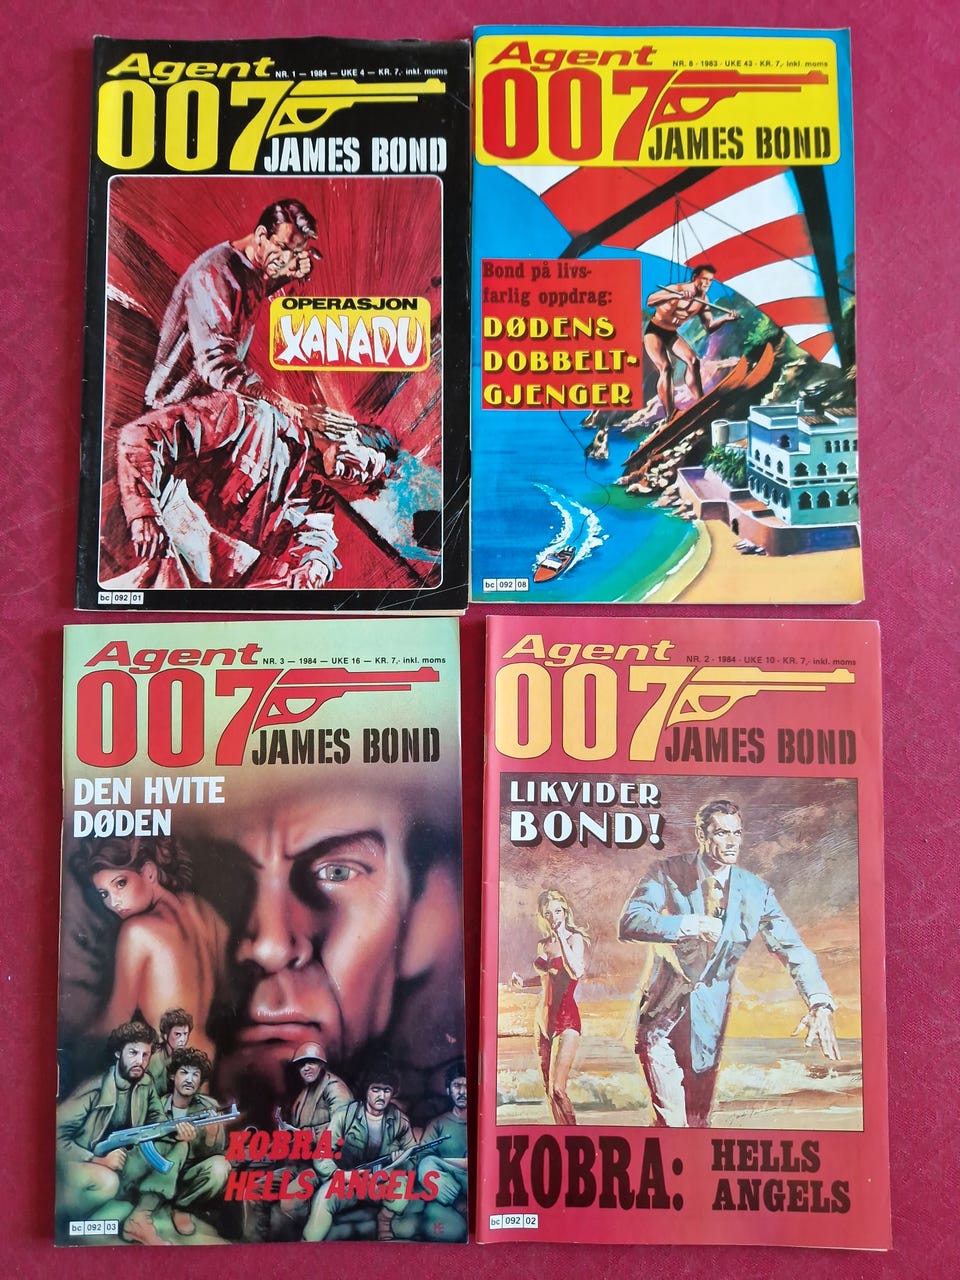 Agent
NR. 1 — 1984 — UKE 4 — KR. 7,- inkl. moms
007
JAMES BOND
OPERASJON
XANADU
bc 092 01
Agent
NR. 8 - 1983 - UKE 43 - KR. 7,- inkl. moms
007
JAMES BOND
Bond på livs-
farlig oppdrag:
DØDENS
DOBBELT-
GJENGER
bc 092 08
Agent
NR. 3 — 1984 — UKE 16 — KR. 7,- inkl. moms
007
JAMES BOND
DEN HVITE
DØDEN
KOBRA:
HELLS ANGELS
HE
bc 092 03
Agent
NR. 2 - 1984 - UKE 10 - KR. 7,- inkl. moms
007
JAMES BOND
LIKVIDER
BOND!
KOBRA: HELLS
ANGELS
bc 092 02